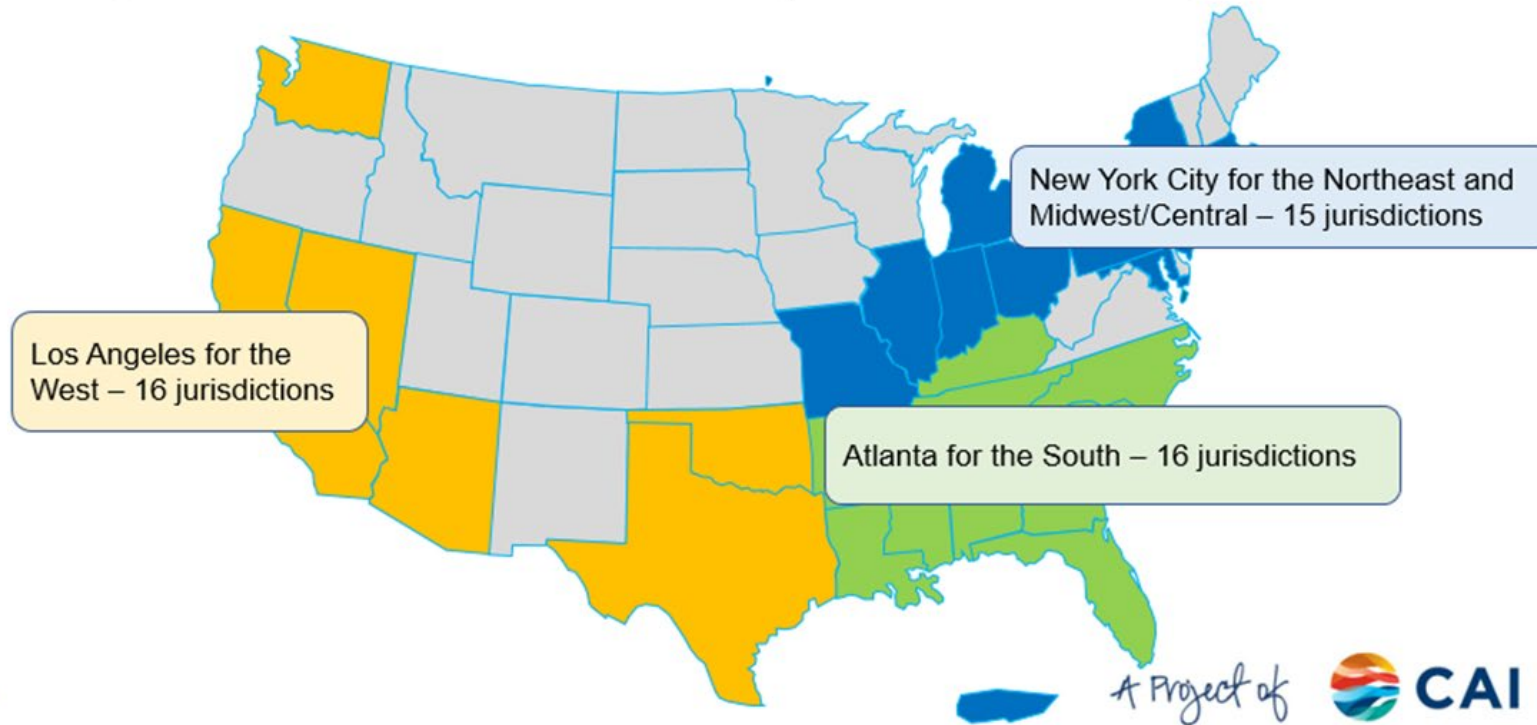 New York City for the Northeast and
Midwest/Central – 15 jurisdictions
Los Angeles for the
West – 16 jurisdictions
Atlanta for the South – 16 jurisdictions
A Project of CAI